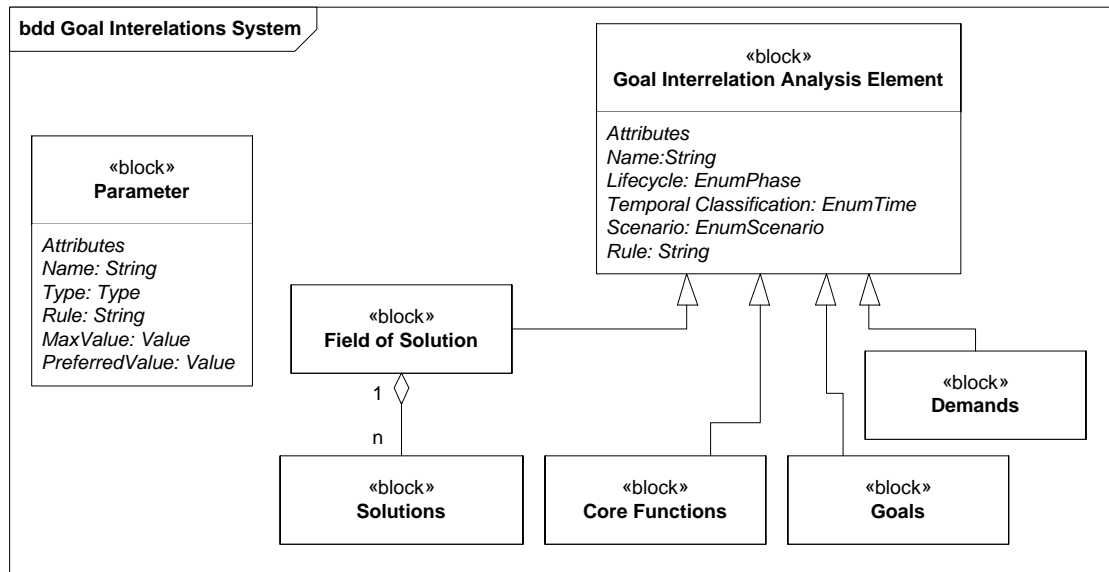 bdd Goal Interelations System
«block»
Goal Interrelation Analysis Element
Attributes
Name:String
Lifecycle: EnumPhase
Temporal Classification: EnumTime
Scenario: EnumScenario
Rule: String
«block»
Parameter
Attributes
Name: String
Type: Type
Rule: String
MaxValue: Value
PreferredValue: Value
«block»
Field of Solution
1
n
«block»
Demands
«block»
Solutions
«block»
Core Functions
«block»
Goals